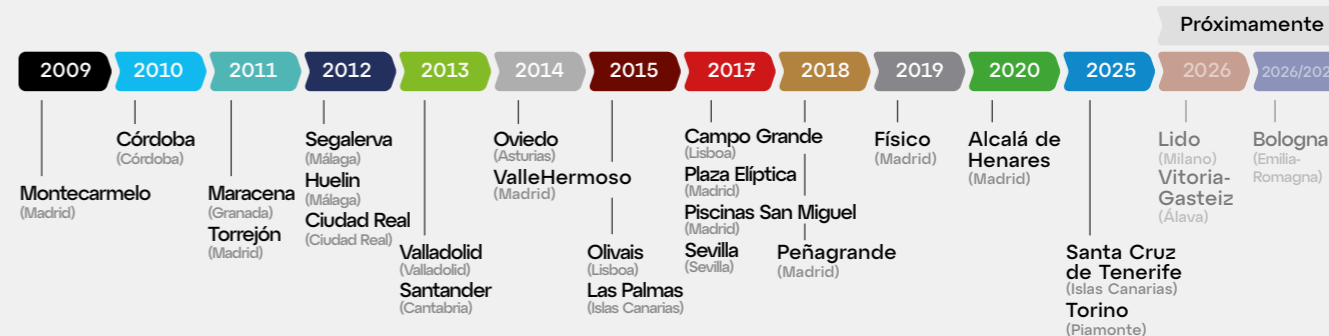 Próximamente
2009
2010
2011
2012
2013
2014
2015
2017
2018
2019
2020
2025
2026
Montecarmelo
(Madrid)
Córdoba
(Córdoba)
Maracena
(Granada)
Torrejón
(Madrid)
Segalerva
(Málaga)
Huelin
(Málaga)
Ciudad Real
(Ciudad Real)
Valladolid
(Valladolid)
Santander
(Cantabria)
Oviedo
(Asturias)
ValleHermoso
(Madrid)
Olivais
(Lisboa)
Las Palmas
(Islas Canarias)
Campo Grande
(Lisboa)
Plaza Elíptica
(Madrid)
Piscinas San Miguel
(Madrid)
Sevilla
(Sevilla)
Peñagrande
(Madrid)
Físico
(Madrid)
Alcalá de
Henares
(Madrid)
Santa Cruz
de Tenerife
(Islas Canarias)
Torino
(Piamonte)
Lido
(Milano)
Vitoria-
Gasteiz
(Álava)
Bologna
(Emilia-
Romagna)